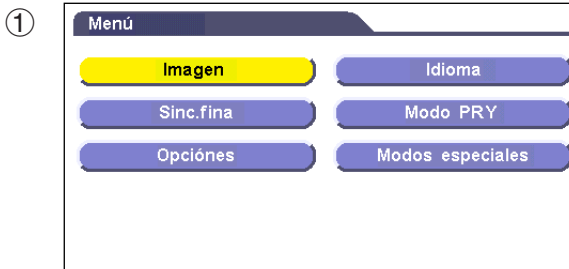 ①
Menú
Imagen
Idioma
Sinc.fina
Modo PRY
Opciónes
Modos especiales